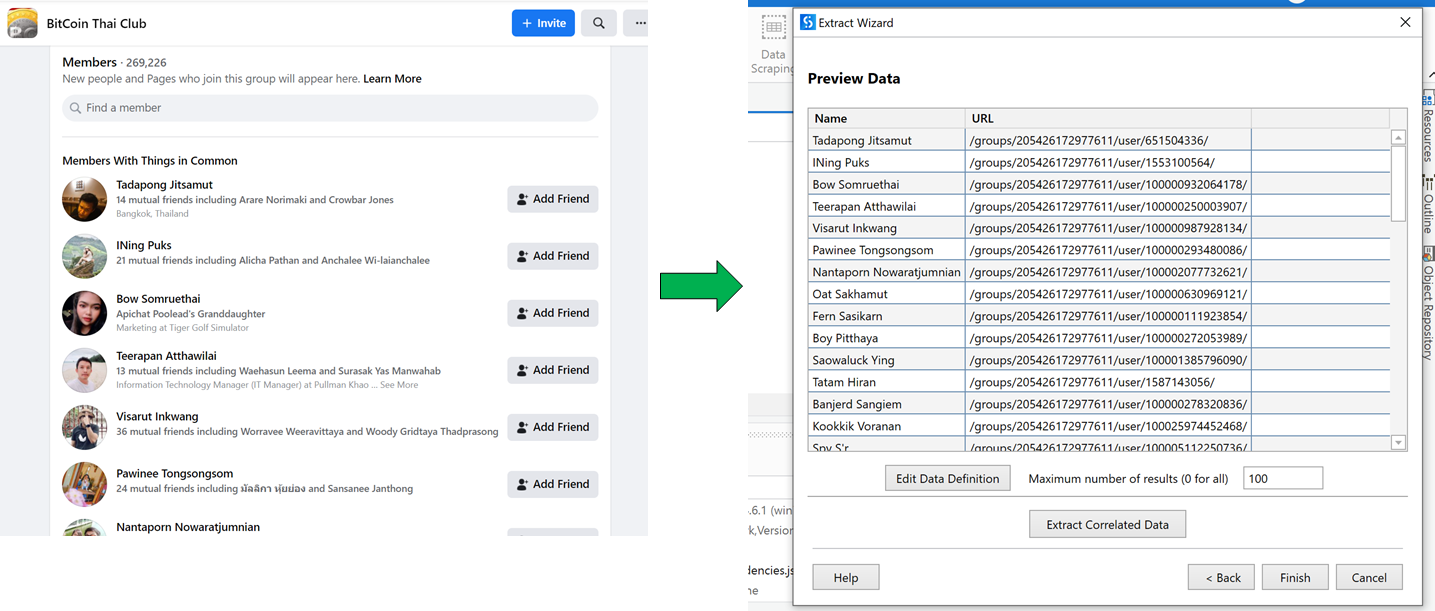 BitCoin Thai Club
+ Invite
Members · 269,226
New people and Pages who join this group will appear here. Learn More
Find a member
Members With Things in Common
Tadapong Jitsamut
14 mutual friends including Arare Norimaki and Crowbar Jones
Bangkok, Thailand
Add Friend
INing Puks
21 mutual friends including Alicha Pathan and Anchalee Wi-laianchalee
Add Friend
Bow Somruethai
Apichat Poolead's Granddaughter
Marketing at Tiger Golf Simulator
Add Friend
Teerapan Atthawilai
13 mutual friends including Waehasun Leema and Surasak Yas Manwahab
Information Technology Manager (IT Manager) at Pullman Khao ... See More
Add Friend
Visarut Inkwang
36 mutual friends including Worravee Weeravittaya and Woody Gridtaya Thadprasong
Add Friend
Pawinee Tongsongsom
24 mutual friends including มัลลิกา หุ้ยย่อง and Sansanee Janthong
Add Friend
Nantaporn Nowaratjumnian
Data
Scraping
Extract Wizard
Preview Data
Name URL
Tadapong Jitsamut /groups/205426172977611/user/651504336/
INing Puks /groups/205426172977611/user/1553100564/
Bow Somruethai /groups/205426172977611/user/100000932064178/
Teerapan Atthawilai /groups/205426172977611/user/100000250003907/
Visarut Inkwang /groups/205426172977611/user/100000987928134/
Pawinee Tongsongsom /groups/205426172977611/user/100000293480086/
Nantaporn Nowaratjumnian /groups/205426172977611/user/100002077732621/
Oat Sakhamut /groups/205426172977611/user/100000630969121/
Fern Sasikarn /groups/205426172977611/user/100000111923854/
Boy Pitthaya /groups/205426172977611/user/100000272053989/
Saowaluck Ying /groups/205426172977611/user/100001385796090/
Tatam Hiran /groups/205426172977611/user/1587143056/
Banjerd Sangiem /groups/205426172977611/user/100000278320836/
Kookkik Voranan /groups/205426172977611/user/100025974452468/
Spy S'r /groups/205426172977611/user/100005112250736/
Edit Data Definition
Maximum number of results (0 for all)
100
Extract Correlated Data
Help
< Back
Finish
Cancel
.6.1 (win
k,Version
dencies.js
ne
Resources
Outline
Object Repository